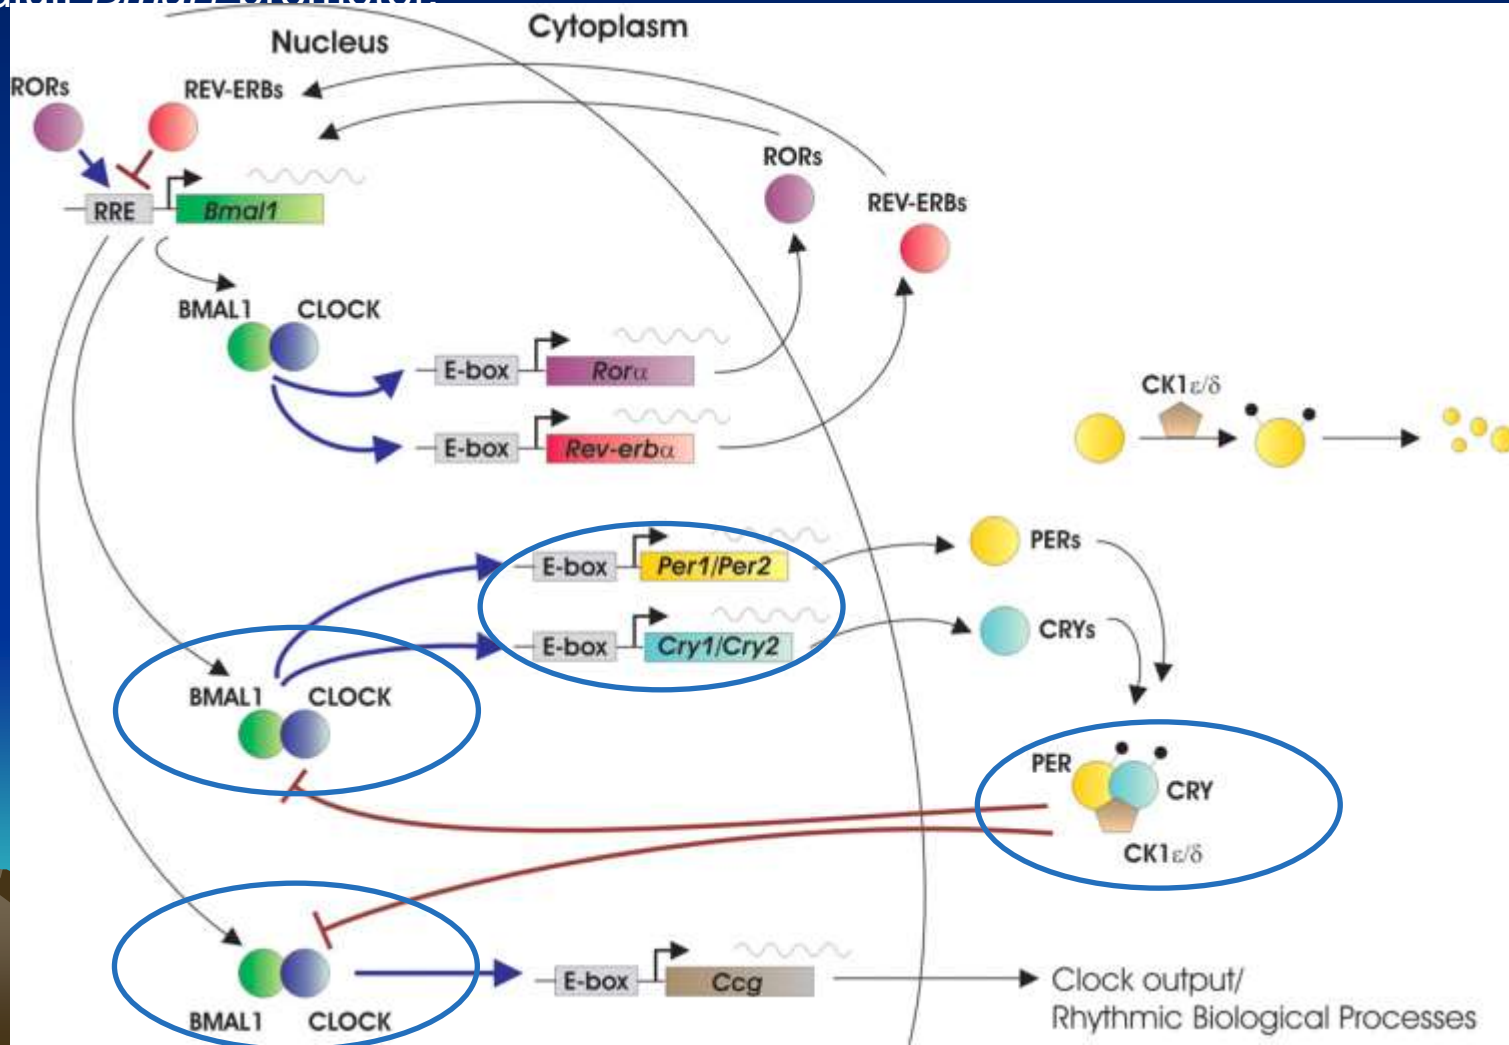 Nucleus
Cytoplasm
RORs
REV-ERBs
RRE
Bmal1
RORs
REV-ERBs
BMAL1 CLOCK
E-box
Rorα
E-box
Rev-erbα
CK1ε/δ
E-box
Per1/Per2
PERs
E-box
Cry1/Cry2
CRYs
BMAL1 CLOCK
PER
CRY
CK1ε/δ
E-box
Ccg
Clock output/
Rhythmic Biological Processes
BMAL1 CLOCK